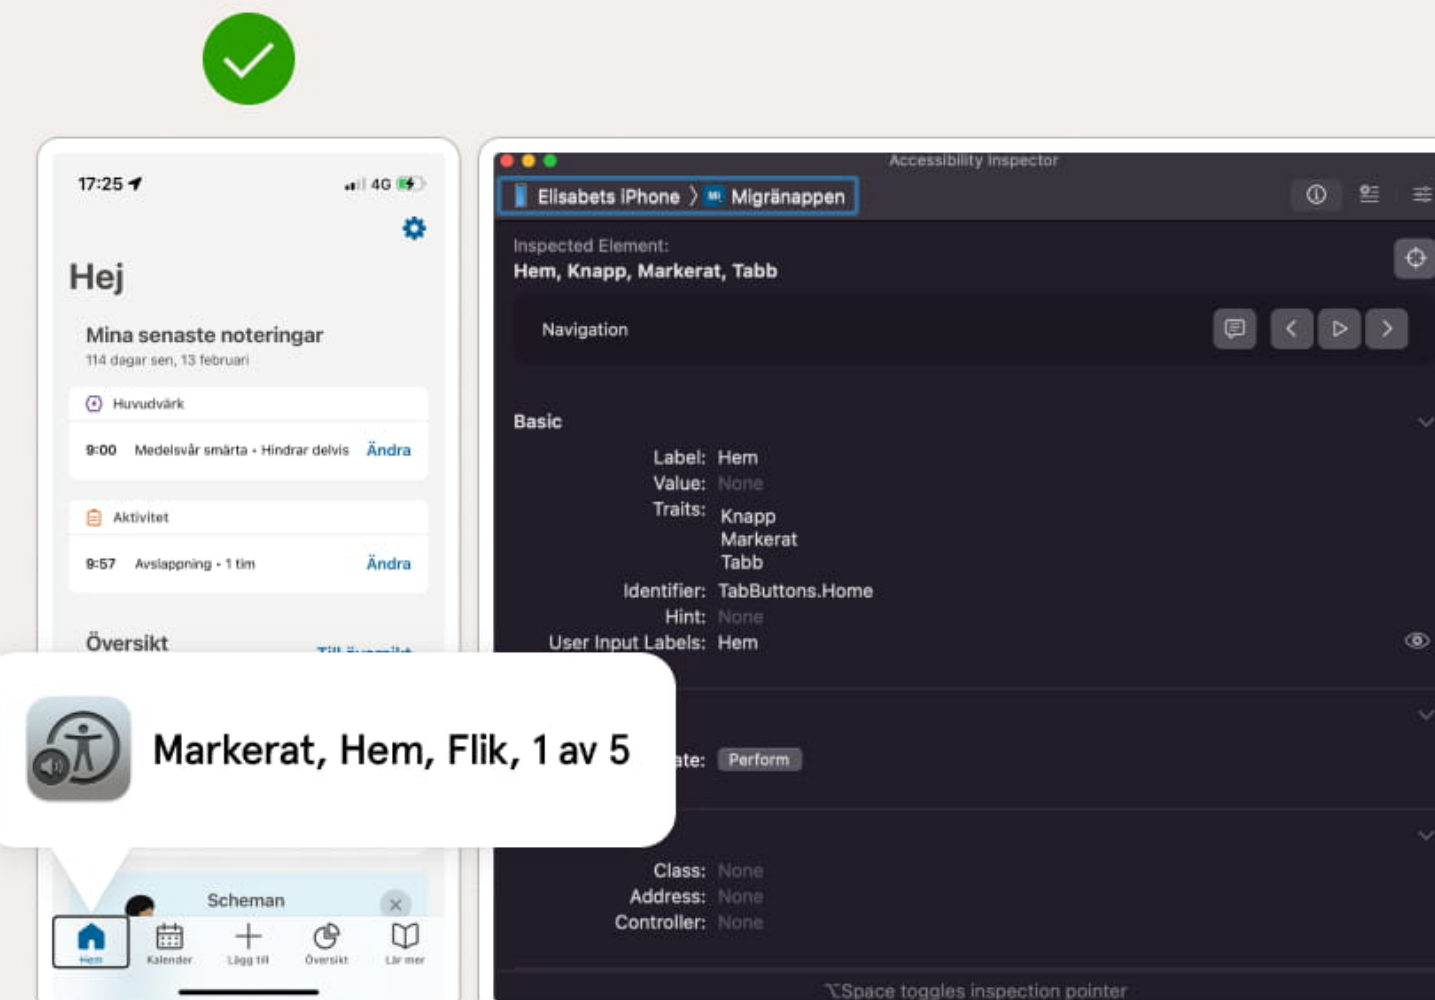 17:25
4G
Hej
Mina senaste noteringar
114 dagar sen, 13 februari
Huvudvärk
9:00 Medelsvår smärta • Hindrar delvis Ändra
Aktivitet
9:57 Avslappning • 1 tim Ändra
Översikt Till översikt
Markerat, Hem, Flik, 1 av 5
Scheman
Hem Kalender Lägg till Översikt Lär mer
Accessibility Inspector
Elisabets iPhone 〉 Migränappen
Inspected Element:
Hem, Knapp, Markerat, Tabb
Navigation
Basic
Label: Hem
Value: None
Traits: Knapp
Markerat
Tabb
Identifier: TabButtons.Home
Hint: None
User Input Labels: Hem
ate: Perform
Class: None
Address: None
Controller: None
⌥Space toggles inspection pointer